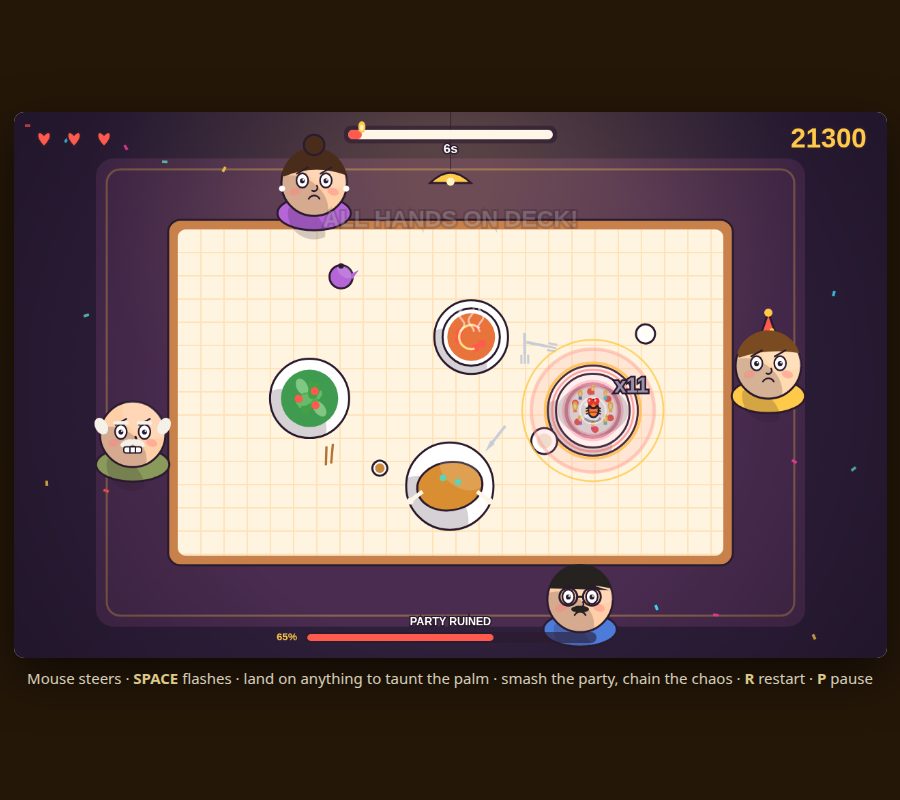 21300
6s
ALL HANDS ON DECK!
x11
PARTY RUINED
65%
Mouse steers · SPACE flashes · land on anything to taunt the palm · smash the party, chain the chaos · R restart · P pause